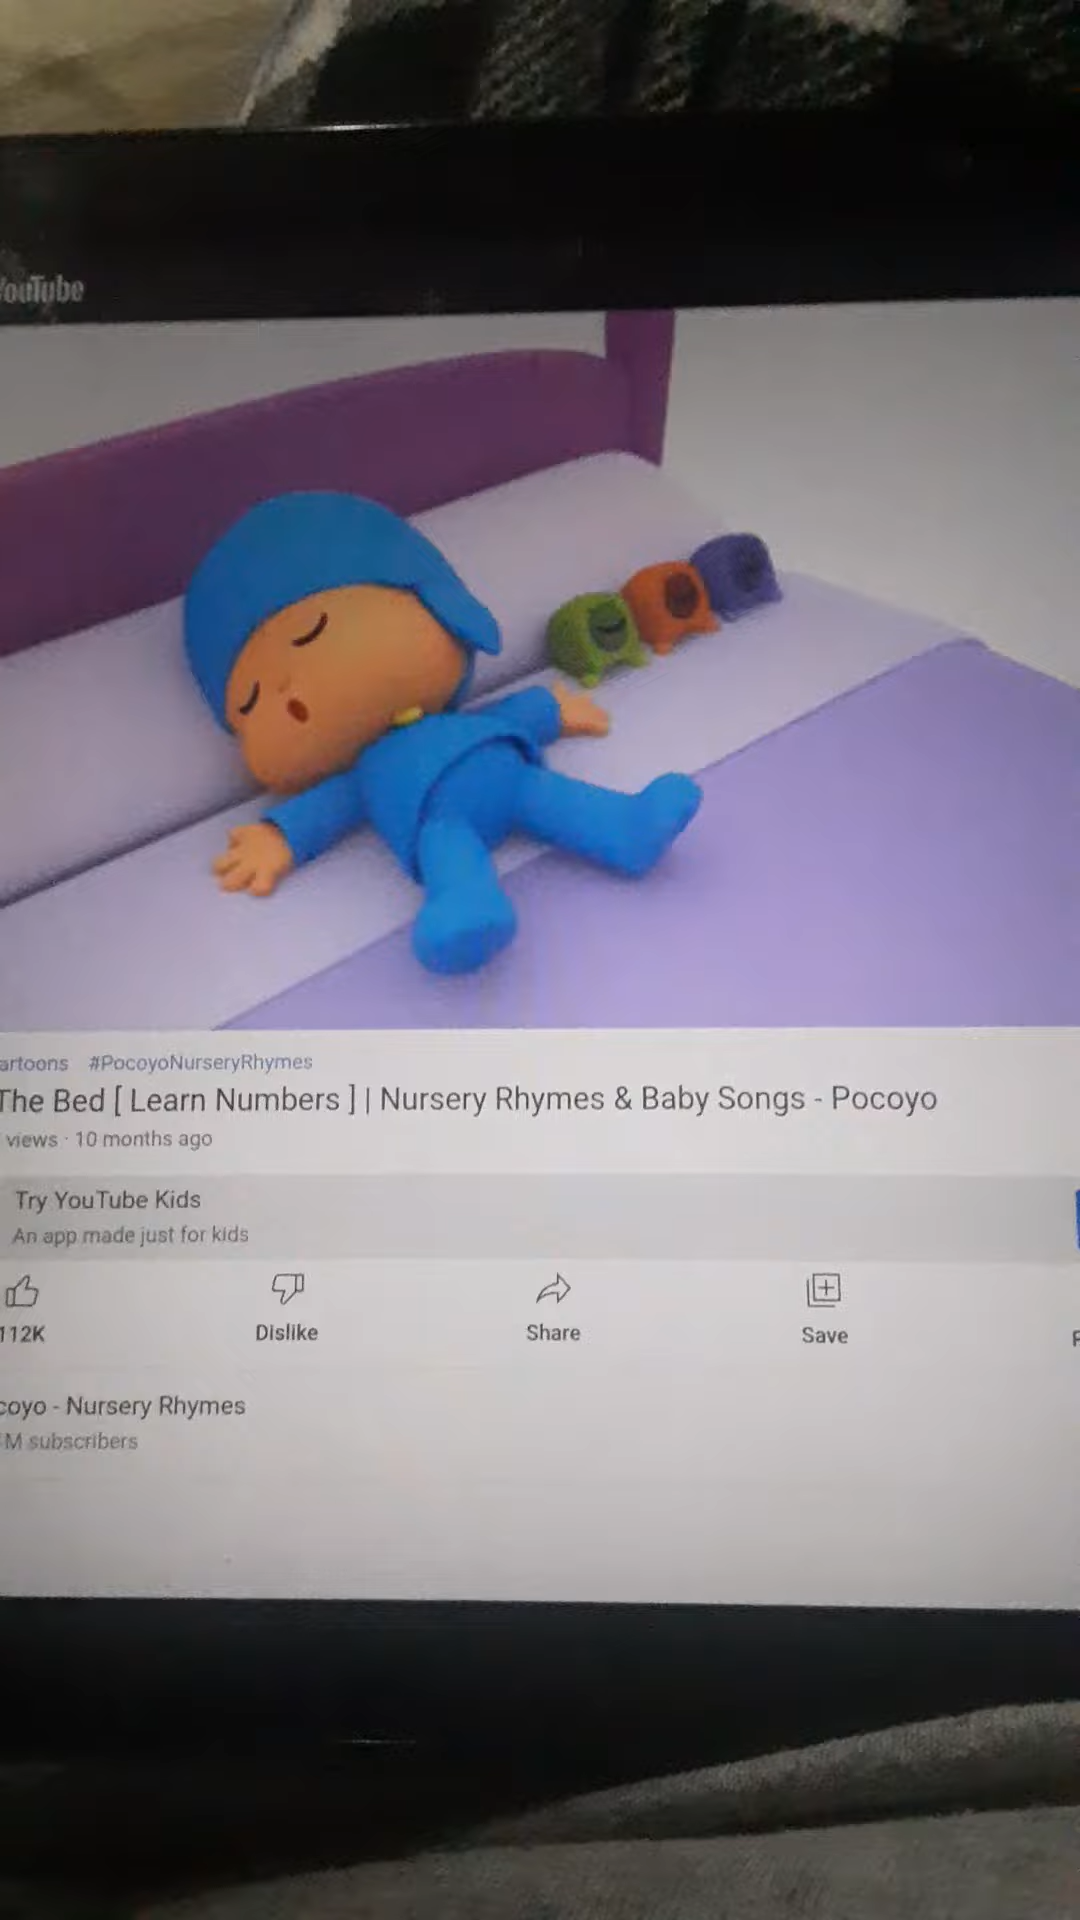 YouTube
artoons #PocoyoNurseryRhymes
The Bed [ Learn Numbers ] | Nursery Rhymes & Baby Songs - Pocoyo
views · 10 months ago
Try YouTube Kids
An app made just for kids
112K
Dislike
Share
Save
coyo - Nursery Rhymes
M subscribers